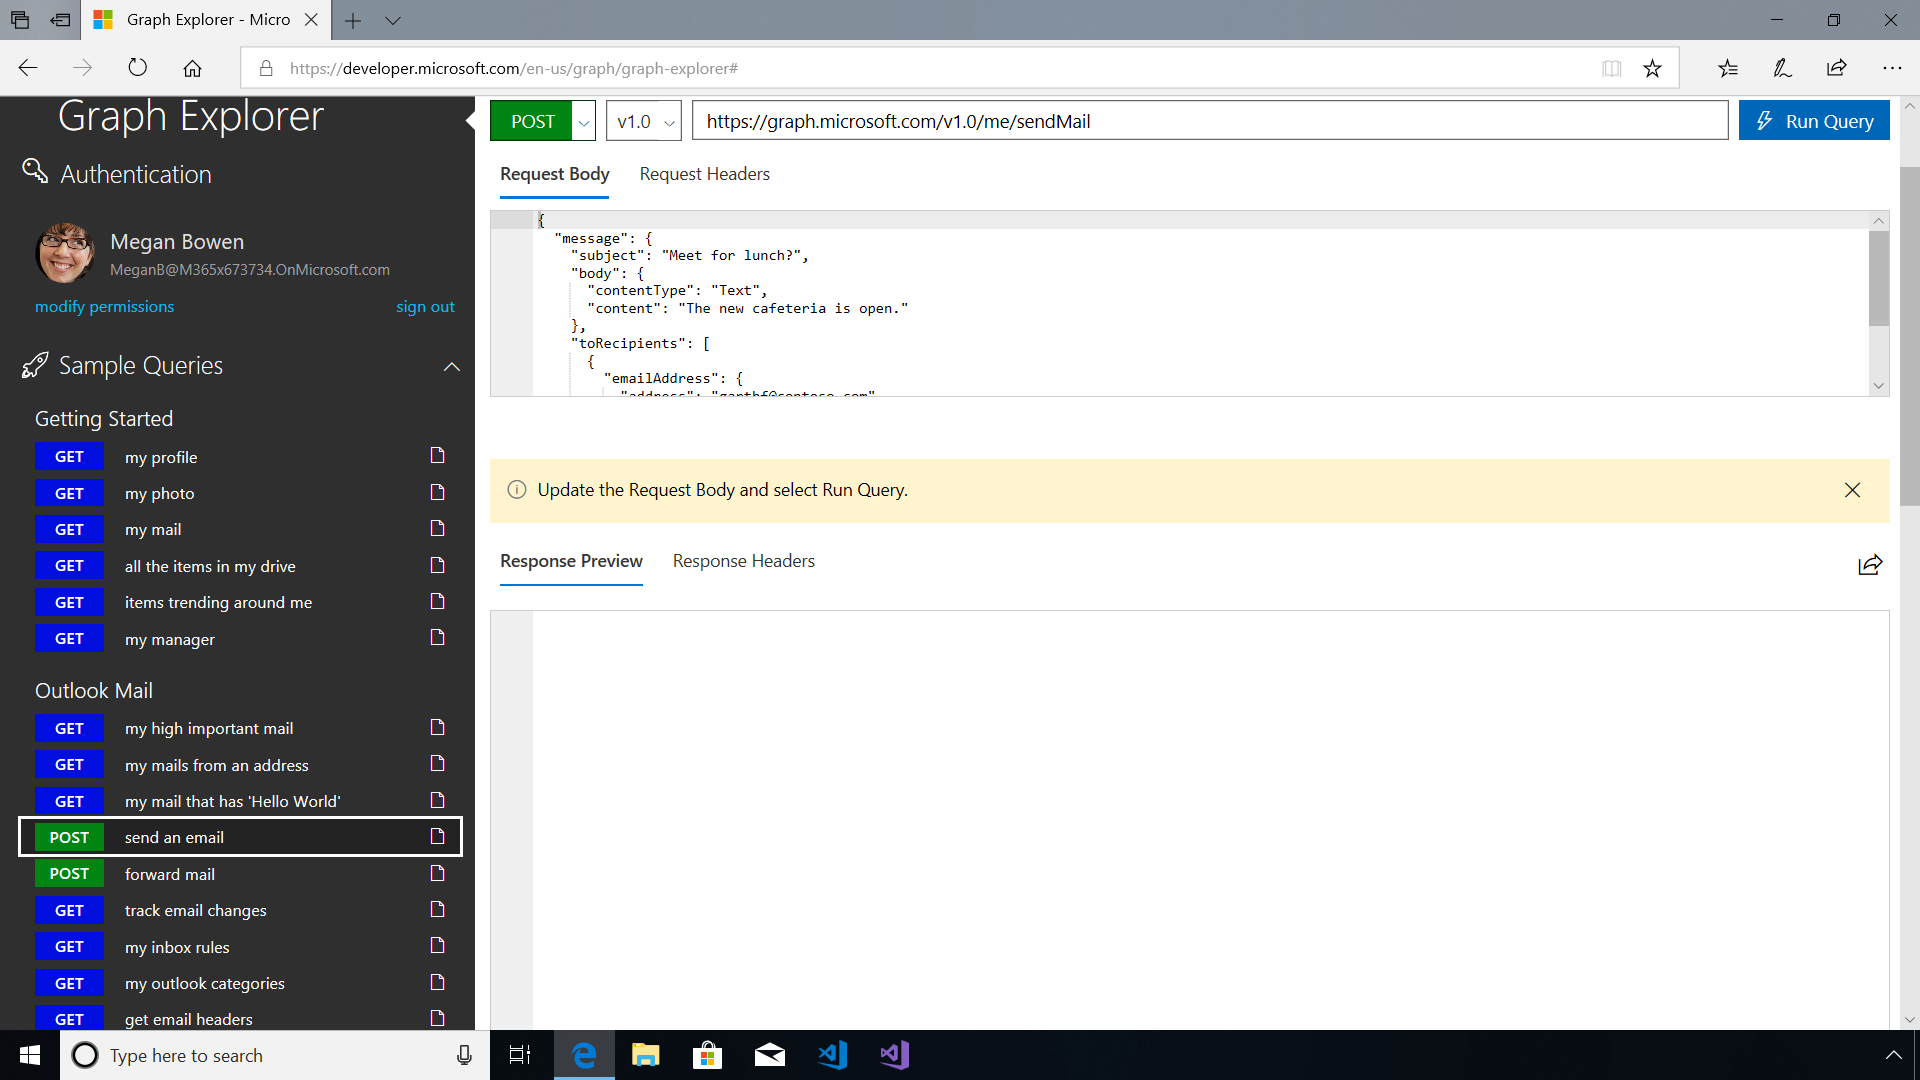 Graph Explorer - Micro
https://developer.microsoft.com/en-us/graph/graph-explorer#
Graph Explorer
Authentication
Megan Bowen
MeganB@M365x673734.OnMicrosoft.com
modify permissions
sign out
Sample Queries
Getting Started
GET my profile
GET my photo
GET my mail
GET all the items in my drive
GET items trending around me
GET my manager
Outlook Mail
GET my high important mail
GET my mails from an address
GET my mail that has 'Hello World'
POST send an email
POST forward mail
GET track email changes
GET my inbox rules
GET my outlook categories
GET get email headers
POST v1.0 https://graph.microsoft.com/v1.0/me/sendMail Run Query
Request Body Request Headers
{
"message": {
"subject": "Meet for lunch?",
"body": {
"contentType": "Text",
"content": "The new cafeteria is open."
},
"toRecipients": [
{
"emailAddress": {
"address": "garthf@contoso.com"
Update the Request Body and select Run Query.
Response Preview Response Headers
Type here to search